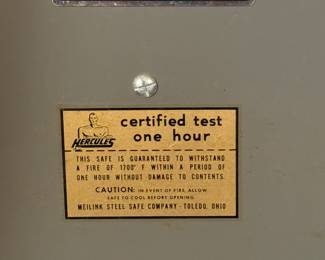 HERCULES
certified test
one hour
THIS SAFE IS GUARANTEED TO WITHSTAND
A FIRE OF 1700° F WITHIN A PERIOD OF
ONE HOUR WITHOUT DAMAGE TO CONTENTS.
CAUTION: IN EVENT OF FIRE, ALLOW
SAFE TO COOL BEFORE OPENING.
MEILINK STEEL SAFE COMPANY - TOLEDO, OHIO